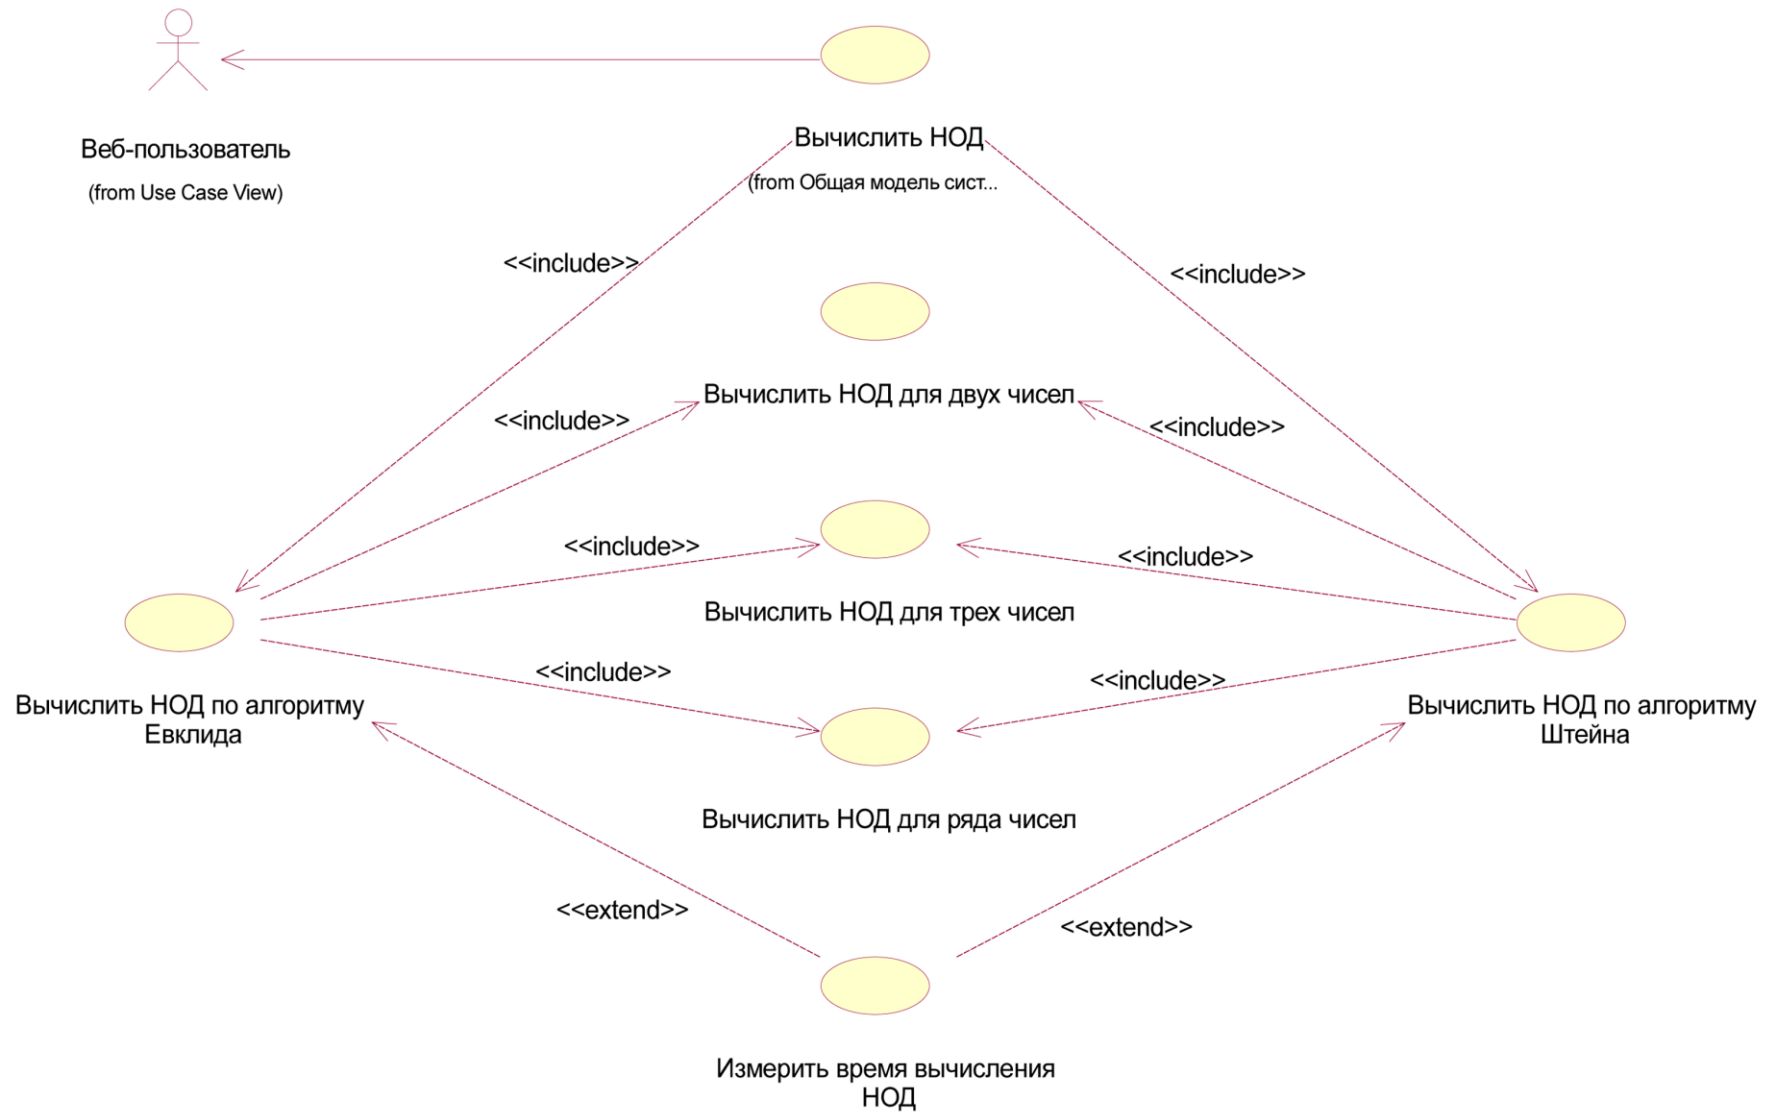 Веб-пользователь
(from Use Case View)
Вычислить НОД
(from Общая модель сист...
<<include>>
<<include>>
Вычислить НОД для двух чисел
<<include>>
<<include>>
<<include>>
<<include>>
Вычислить НОД для трех чисел
<<include>>
<<include>>
Вычислить НОД по алгоритму
Евклида
Вычислить НОД по алгоритму
Штейна
Вычислить НОД для ряда чисел
<<extend>>
<<extend>>
Измерить время вычисления
НОД